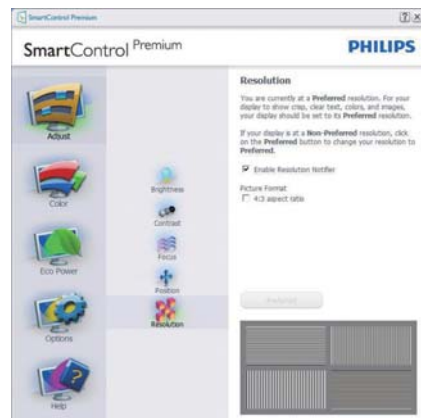 SmartControl Premium
SmartControl Premium
PHILIPS
Adjust
Color
Eco Power
Options
Help
Brightness
Contrast
Focus
Position
Resolution
Resolution
You are currently at a Preferred resolution. For your
display to show crisp, clear text, colors, and images,
your display should be set to its Preferred resolution.
If your display is at a Non-Preferred resolution, click
on the Preferred button to change your resolution to
Preferred.
Enable Resolution Notifier
Picture Format
4:3 aspect ratio
Preferred